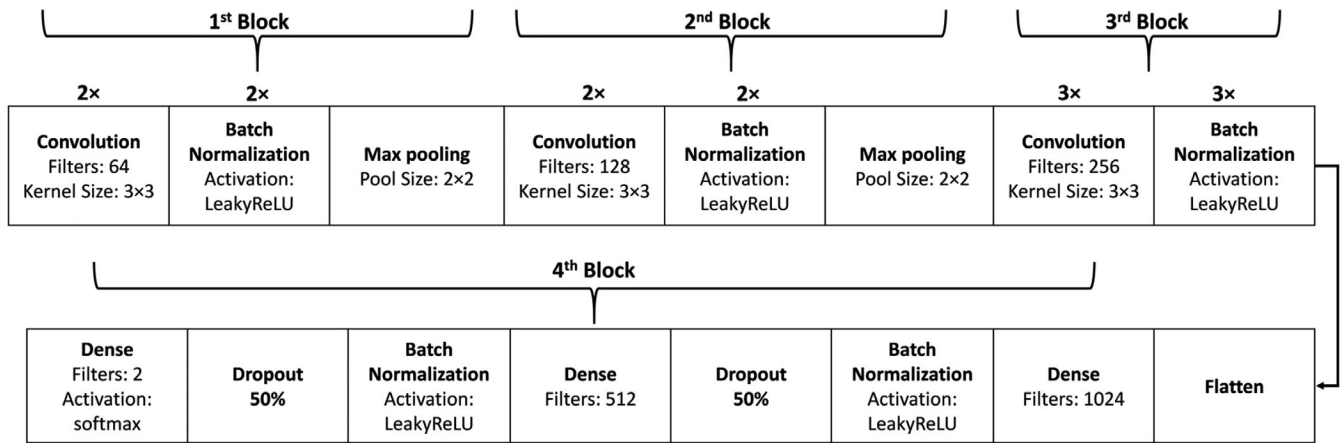 1st Block
2nd Block
3rd Block
2×
2×
2×
2×
3×
3×
Convolution
Filters: 64
Kernel Size: 3×3
Batch
Normalization
Activation:
LeakyReLU
Max pooling
Pool Size: 2×2
Convolution
Filters: 128
Kernel Size: 3×3
Batch
Normalization
Activation:
LeakyReLU
Max pooling
Pool Size: 2×2
Convolution
Filters: 256
Kernel Size: 3×3
Batch
Normalization
Activation:
LeakyReLU
4th Block
Dense
Filters: 2
Activation:
softmax
Dropout
50%
Batch
Normalization
Activation:
LeakyReLU
Dense
Filters: 512
Dropout
50%
Batch
Normalization
Activation:
LeakyReLU
Dense
Filters: 1024
Flatten